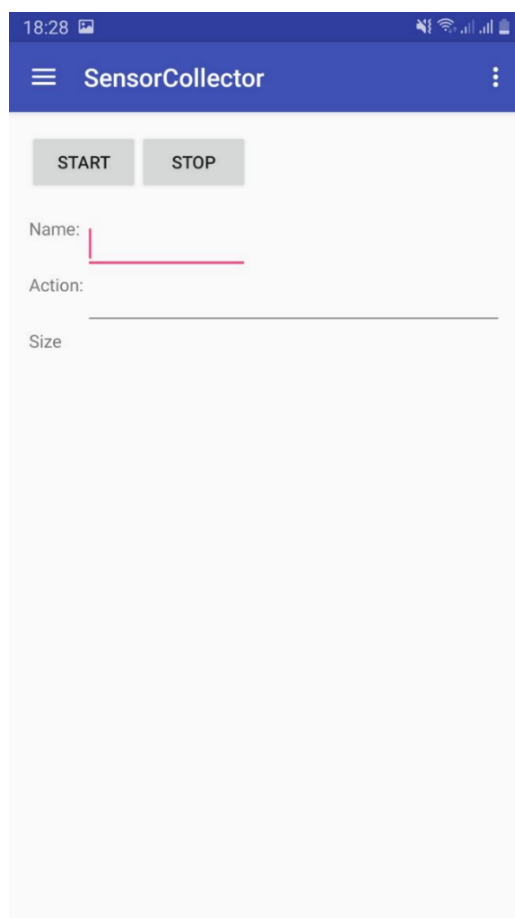 18:28
SensorCollector
START STOP
Name:
Action:
Size